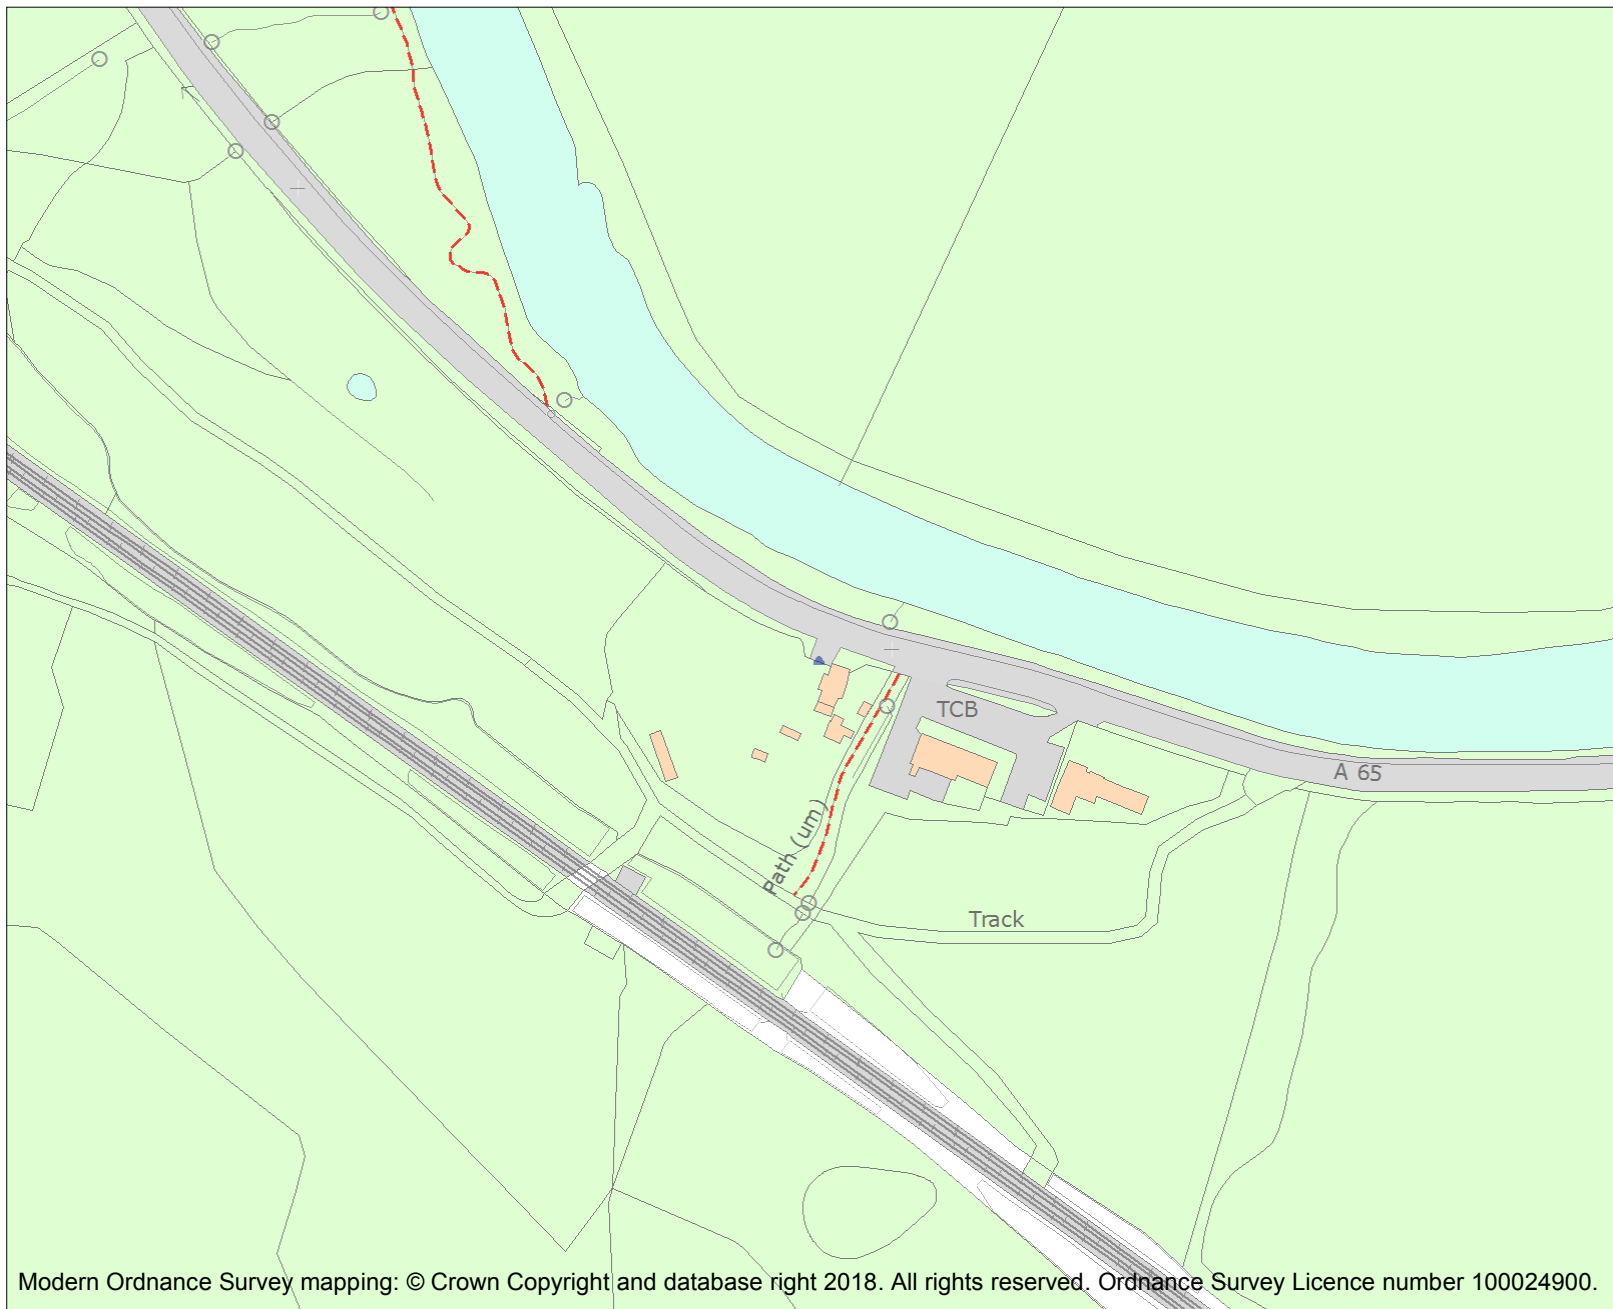 TCB
A 65
Path (um)
Track
Modern Ordnance Survey mapping: © Crown Copyright and database right 2018. All rights reserved. Ordnance Survey Licence number 100024900.